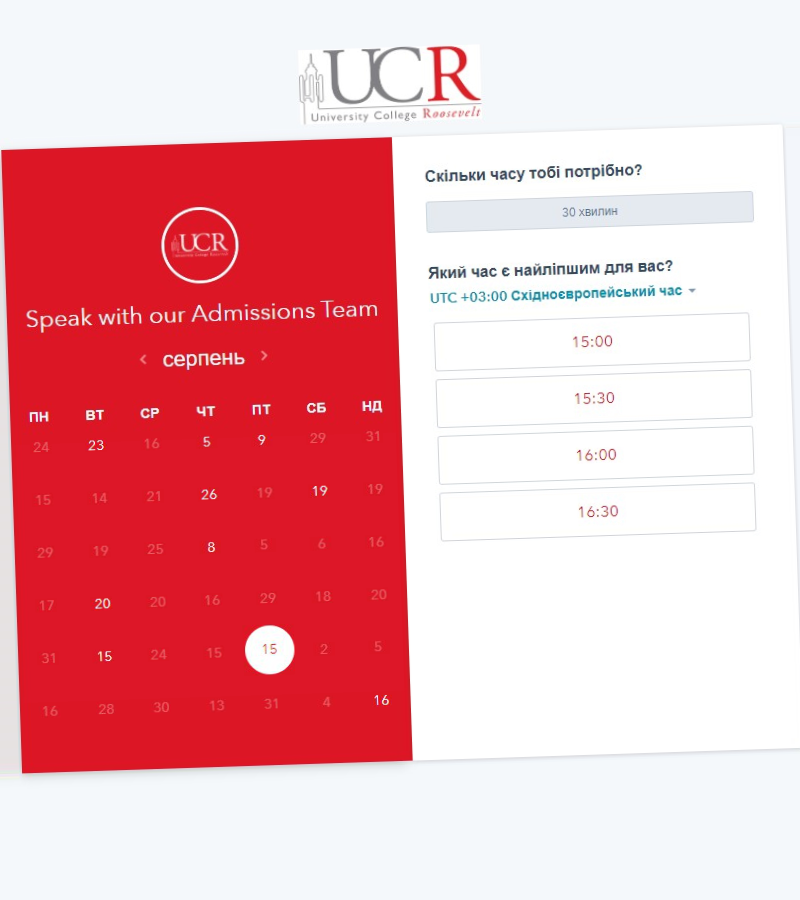 UCR
University College Roosevelt
UCR
Speak with our Admissions Team
серпень
ПН ВТ СР ЧТ ПТ СБ НД
24 23 16 5 9 29 31
15 14 21 26 19 19 19
29 19 25 8 5 6 16
17 20 20 16 29 18 20
31 15 24 15 15 2 5
16 28 30 13 31 4 16
Скільки часу тобі потрібно?
30 хвилин
Який час є найліпшим для вас?
UTC +03:00 Східноєвропейський час
15:00
15:30
16:00
16:30